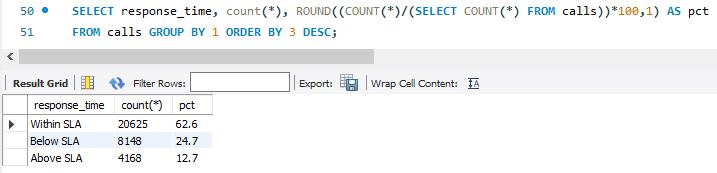 50 SELECT response_time, count(*), ROUND((COUNT(*)/(SELECT COUNT(*) FROM calls))*100,1) AS pct
51 FROM calls GROUP BY 1 ORDER BY 3 DESC;
Result Grid Filter Rows: Export: Wrap Cell Content: IA
response_time count(*) pct
Within SLA 20625 62.6
Below SLA 8148 24.7
Above SLA 4168 12.7